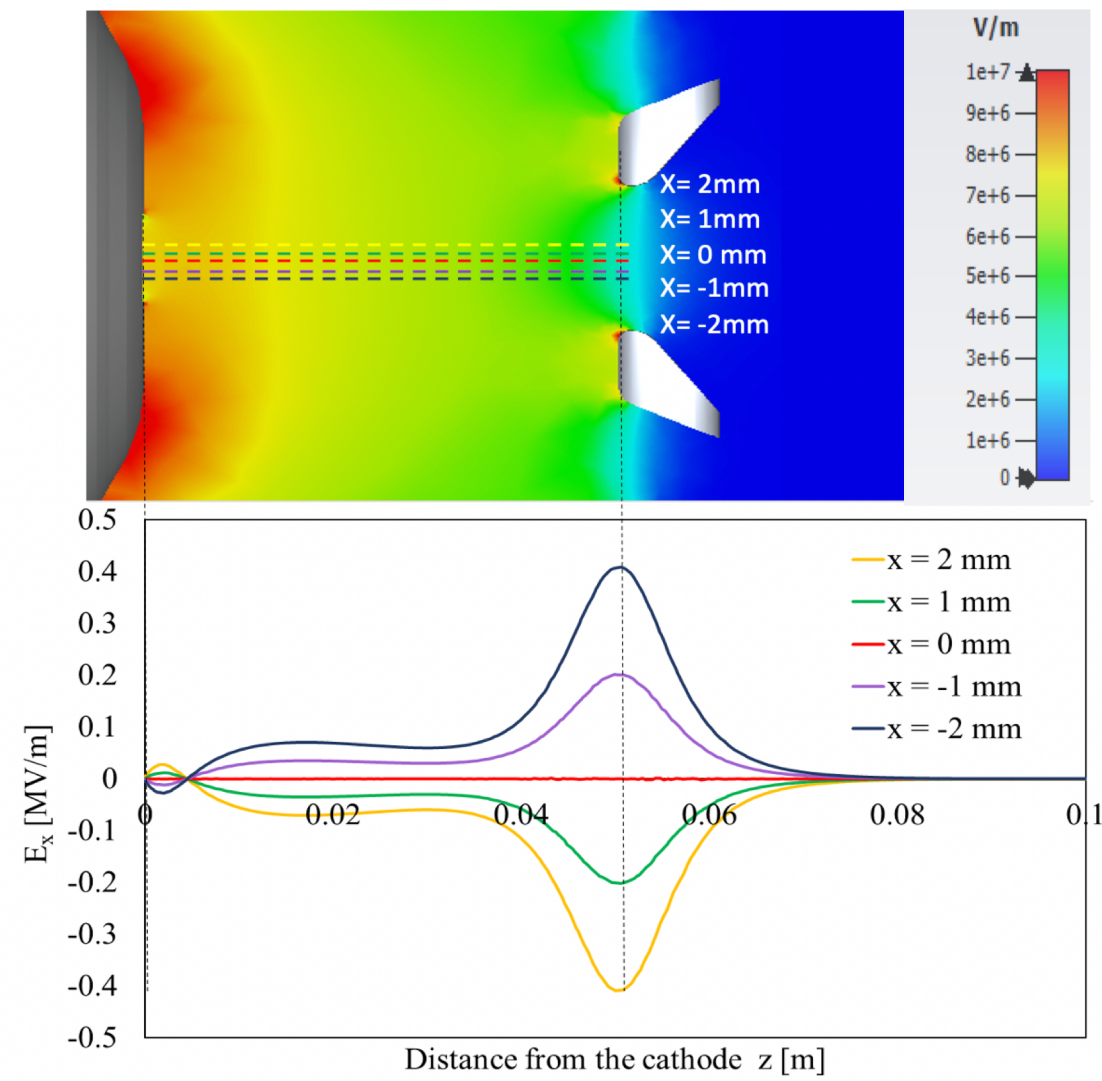 V/m
1e+7
9e+6
8e+6
7e+6
6e+6
5e+6
4e+6
3e+6
2e+6
1e+6
0
X= 2mm
X= 1mm
X= 0 mm
X= -1mm
X= -2mm
0.5
0.4
0.3
0.2
0.1
0
-0.1
-0.2
-0.3
-0.4
-0.5
Eₓ [MV/m]
x = 2 mm
x = 1 mm
x = 0 mm
x = -1 mm
x = -2 mm
0 0.02 0.04 0.06 0.08 0.1
Distance from the cathode z [m]